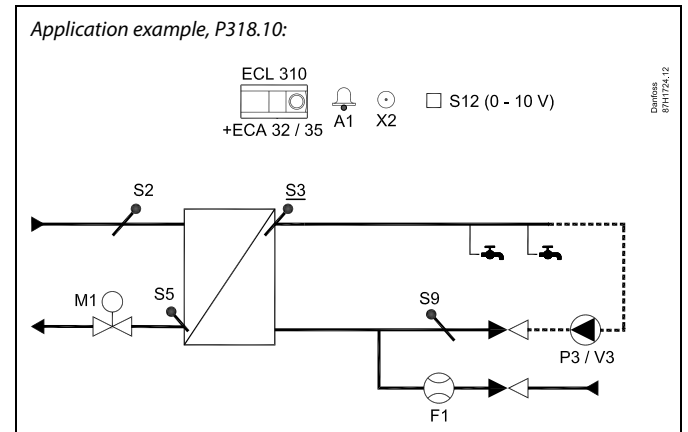 Application example, P318.10:
ECL 310
+ECA 32 / 35
A1
X2
S12 (0 - 10 V)
Danfoss
87H1724.12
S2
S3
M1
S5
S9
P3 / V3
F1